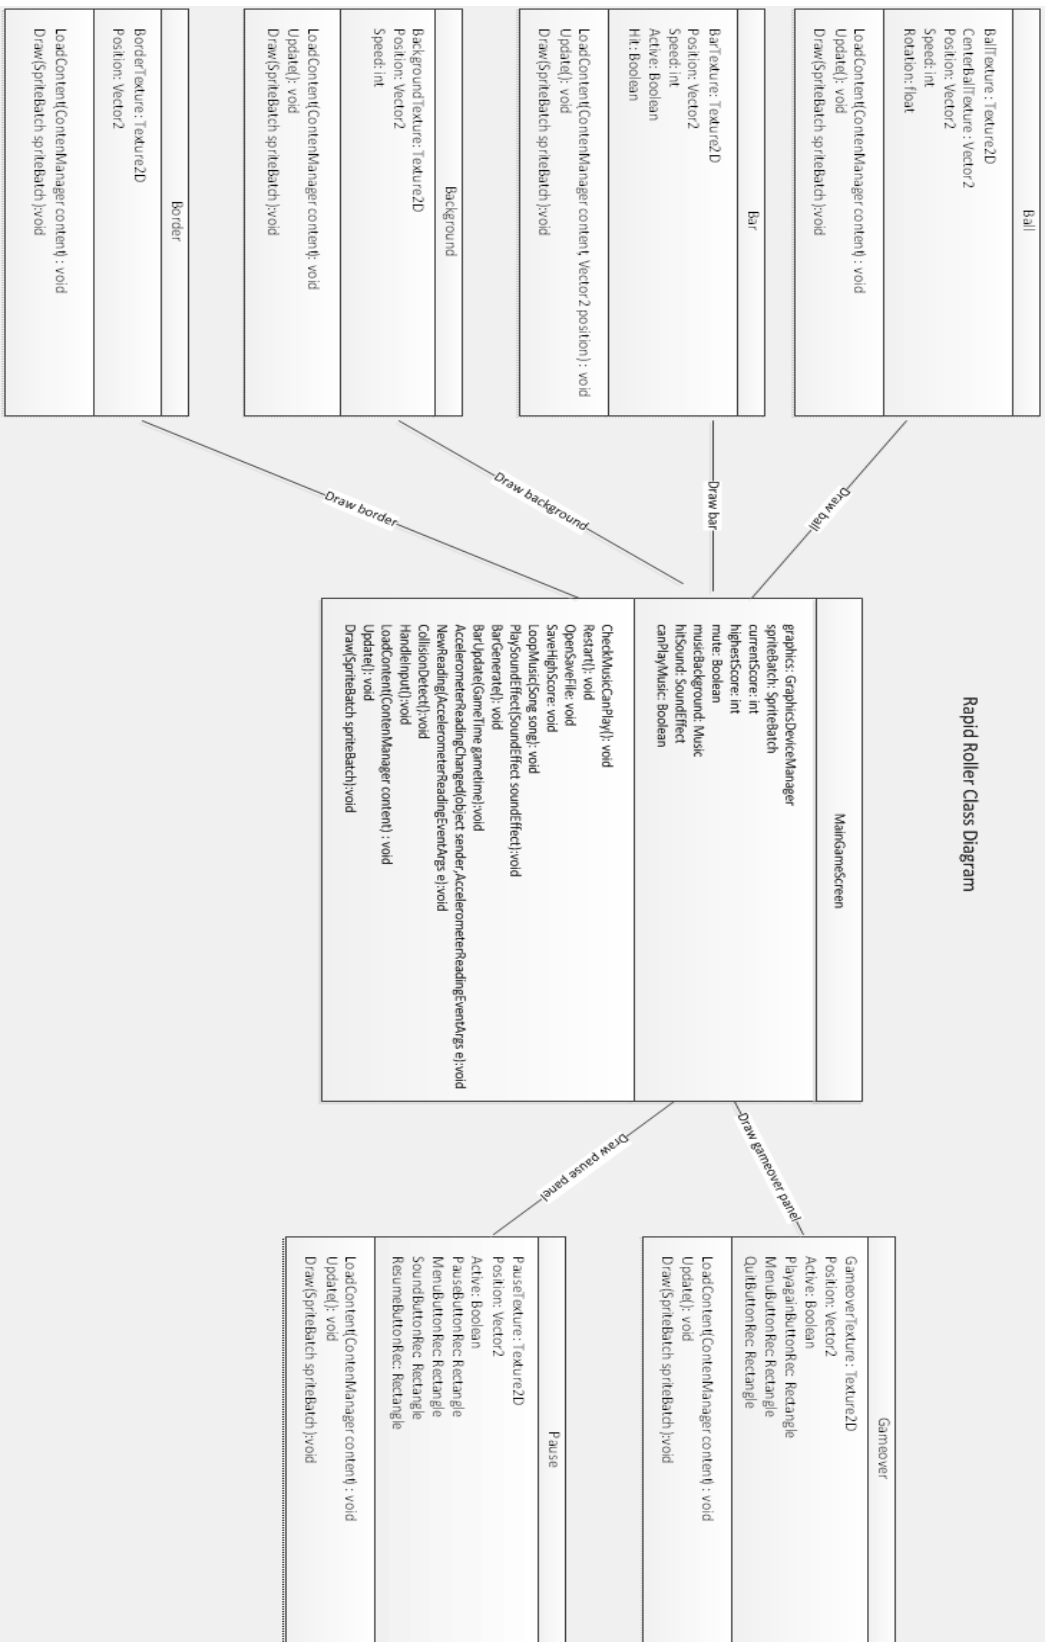 Rapid Roller Class Diagram
Ball
BallTexture : Texture2D
CenterBallTexture : Vector2
Position: Vector2
Speed: int
Rotation: float
LoadContent(ContenManager content) : void
Update(): void
Draw(SpriteBatch spriteBatch ):void
Bar
BarTexture: Texture2D
Position: Vector2
Speed: int
Active: Boolean
Hit: Boolean
LoadContent(ContenManager content, Vector2 position) : void
Update(): void
Draw(SpriteBatch spriteBatch ):void
Background
BackgroundTexture: Texture2D
Position: Vector2
Speed: int
LoadContent(ContenManager content): void
Update(): void
Draw(SpriteBatch spriteBatch ):void
Border
BorderTexture: Texture2D
Position: Vector2
LoadContent(ContenManager content) : void
Draw(SpriteBatch spriteBatch ):void
Draw ball
Draw bar
Draw background
Draw border
MainGameScreen
graphics: GraphicsDeviceManager
spriteBatch: SpriteBatch
currentScore: int
highestScore: int
mute: Boolean
musicBackground: Music
hitSound: SoundEffect
canPlayMusic: Boolean
CheckMusicCanPlay(): void
Restart(): void
OpenSaveFile: void
SaveHighScore: void
LoopMusic(Song song): void
PlaySoundEffect(SoundEffect soundEffect):void
BarGenerate(): void
BarUpdate(GameTime gametime):void
AccelerometerReadingChanged(object sender,AccelerometerReadingEventArgs e):void
NewReading(AccelerometerReadingEventArgs e):void
CollisionDetect():void
HandleInput():void
LoadContent(ContenManager content) : void
Update(): void
Draw(SpriteBatch spriteBatch):void
Draw gameover panel
Draw pause panel
Gameover
GameoverTexture : Texture2D
Position: Vector2
Active: Boolean
PlayagainButtonRec: Rectangle
MenuButtonRec: Rectangle
QuitButtonRec: Rectangle
LoadContent(ContenManager content) : void
Update(): void
Draw(SpriteBatch spriteBatch ):void
Pause
PauseTexture : Texture2D
Position: Vector2
Active: Boolean
PauseButtonRec: Rectangle
MenuButtonRec: Rectangle
SoundButtonRec: Rectangle
ResumeButtonRec: Rectangle
LoadContent(ContenManager content) : void
Update(): void
Draw(SpriteBatch spriteBatch ):void